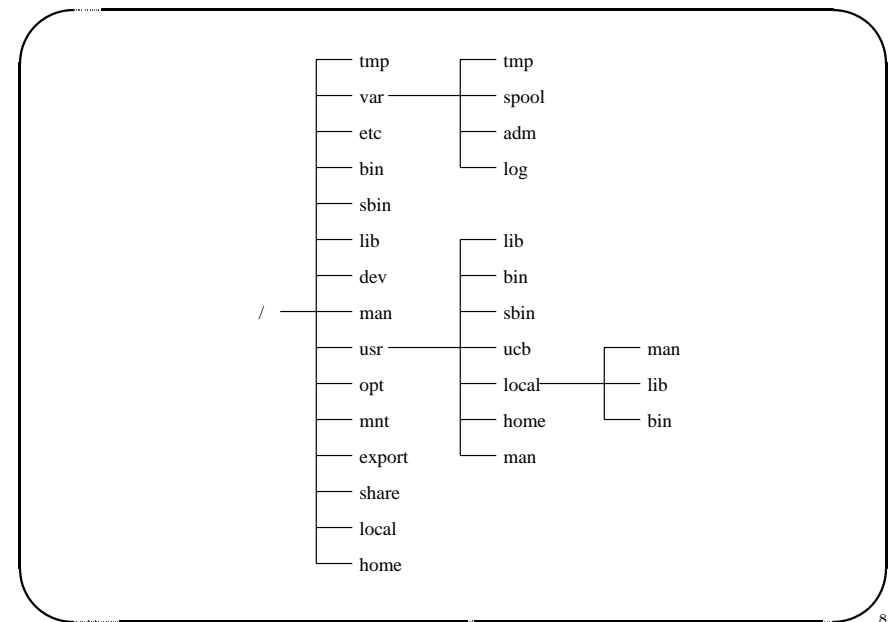 tmp tmp
var spool
etc adm
bin log
sbin
lib lib
dev bin
/ man sbin
usr ucb man
opt local lib
mnt home bin
export man
share
local
home
8